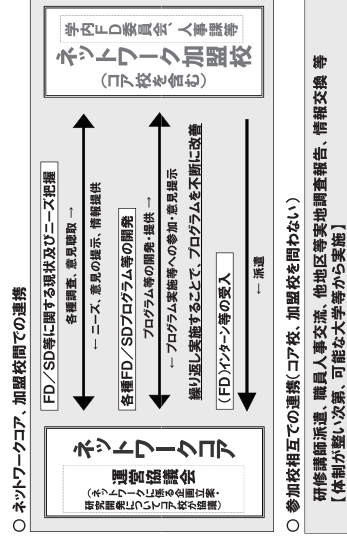 ○ ネットワークコア、加盟校間での連携
ネットワークコア
運営協議会
(ネットワークに係る企画立案・
研究開発についてコア校が協議)
FD/SD等に関する現状及びニーズ把握
各種調査、意見聴取 →
← ニーズ、意見の提示、情報提供
各種FD/SDプログラム等の開発
プログラム等の開発・提供 →
← プログラム実施等への参加・意見提示
繰り返し実施することで、プログラムを不断に改善
(FD)インターン等の受入
← 派遣
学内FD委員会、人事課等
ネットワーク加盟校
(コア校を含む)
○ 参加校相互での連携(コア校、加盟校を問わない)
研修講師派遣、職員人事交流、他地区等実地調査報告、情報交換 等
【体制が整い次第、可能な大学等から実施】